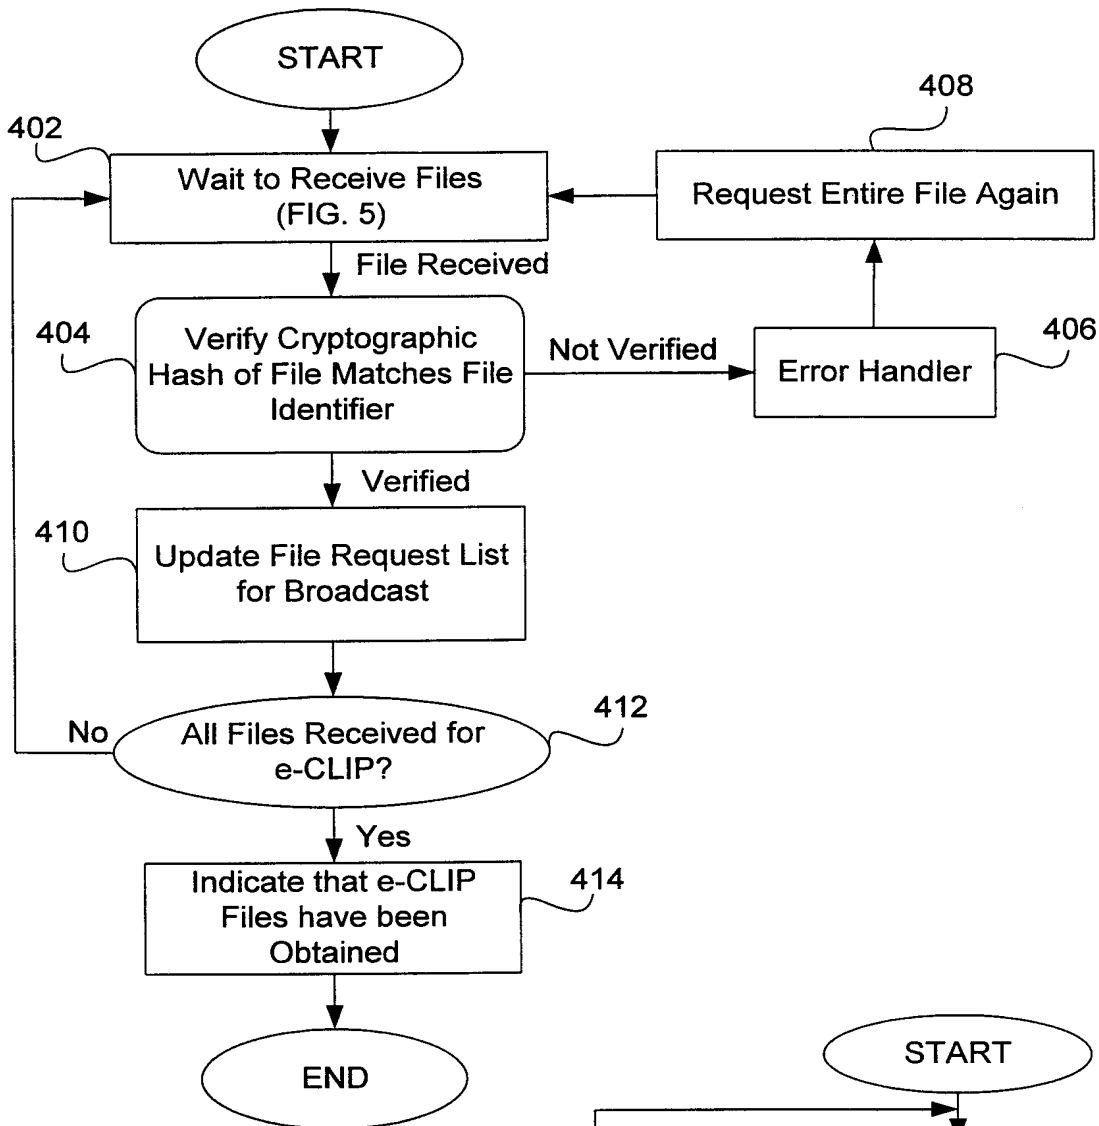 START
408
402
Wait to Receive Files
(FIG. 5)
Request Entire File Again
File Received
404
Verify Cryptographic
Hash of File Matches File
Identifier
Not Verified
406
Error Handler
Verified
410
Update File Request List
for Broadcast
412
No
All Files Received for
e-CLIP?
Yes
414
Indicate that e-CLIP
Files have been
Obtained
START
END